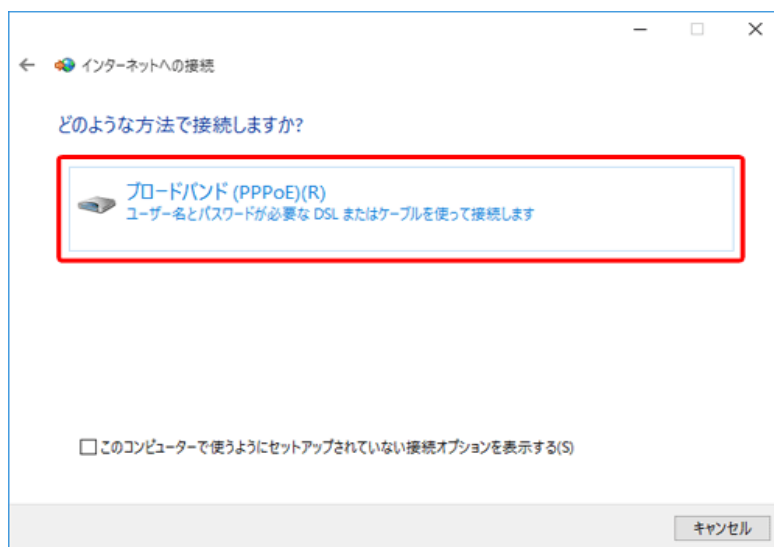 インターネットへの接続
どのような方法で接続しますか?
ブロードバンド (PPPoE)(R)
ユーザー名とパスワードが必要な DSL またはケーブルを使って接続します
このコンピューターで使うようにセットアップされていない接続オプションを表示する(S)
キャンセル